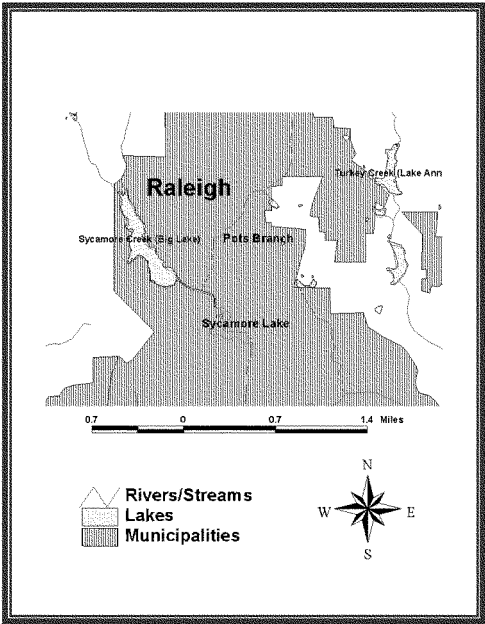 Turkey Creek (Lake Ann
Raleigh
Sycamore Creek (Big Lake)
Pots Branch
Sycamore Lake
0.7 0 0.7 1.4 Miles
Rivers/Streams
Lakes
Municipalities
N
W E
S